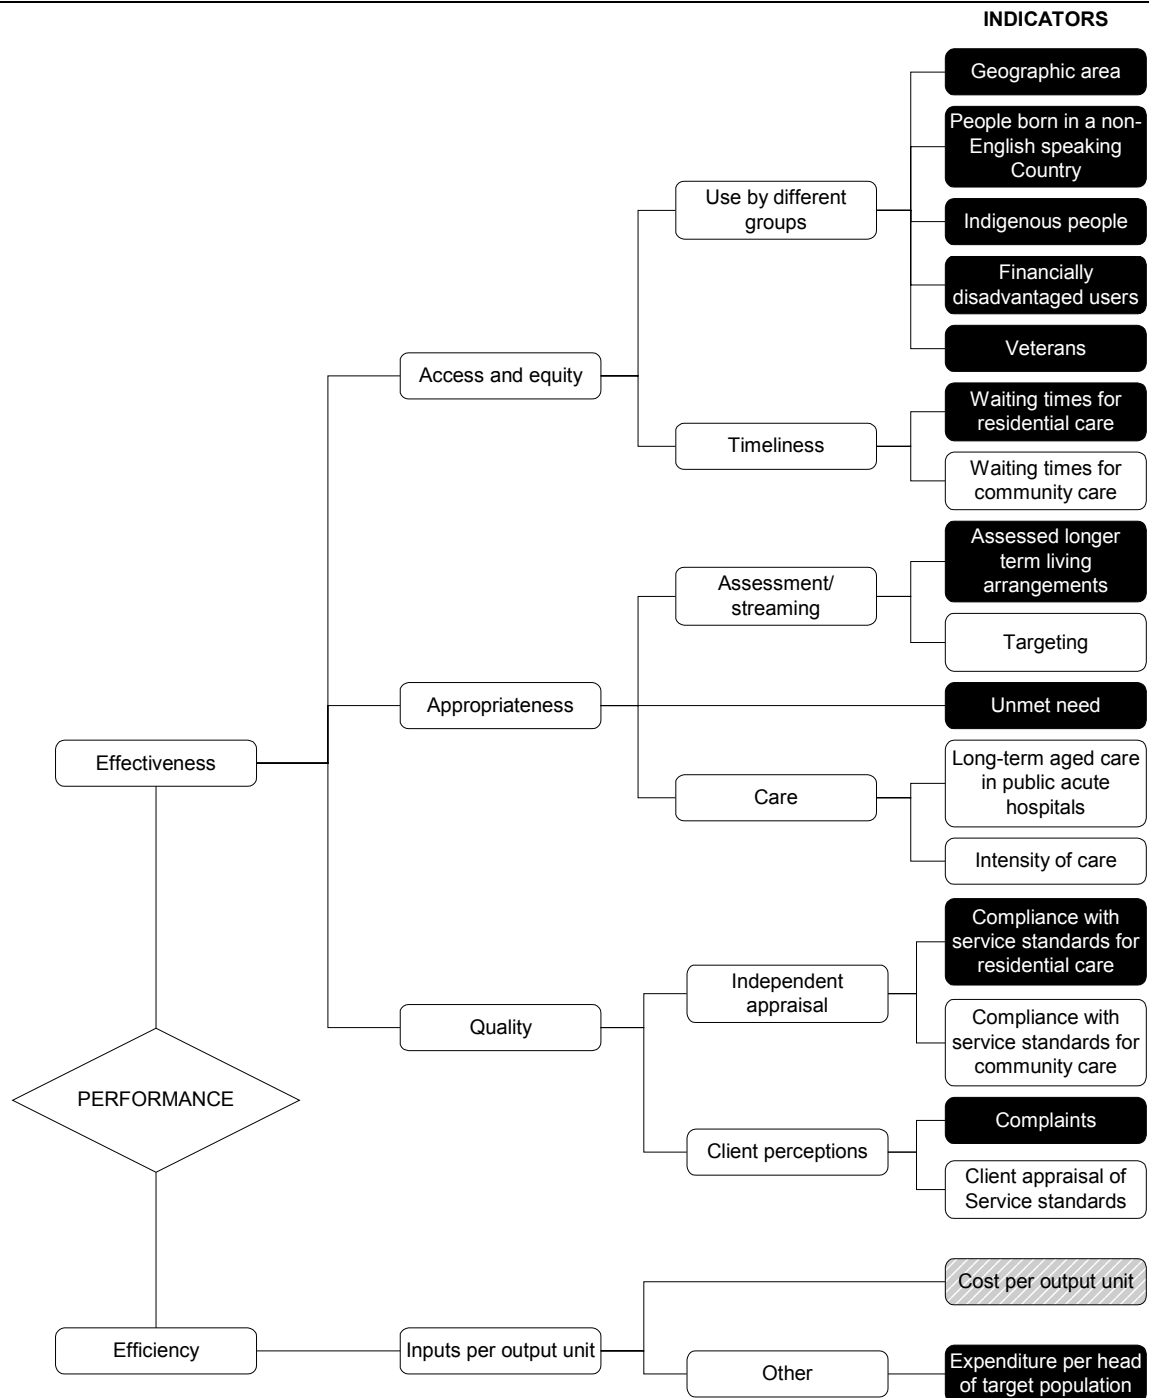 INDICATORS
Geographic area
People born in a non-
English speaking
Country
Use by different
groups
Indigenous people
Financially
disadvantaged users
Veterans
Access and equity
Waiting times for
residential care
Timeliness
Waiting times for
community care
Assessed longer
term living
arrangements
Assessment/
streaming
Targeting
Appropriateness
Unmet need
Effectiveness
Long-term aged care
in public acute
hospitals
Care
Intensity of care
Compliance with
service standards for
residential care
Independent
appraisal
Quality
Compliance with
service standards for
community care
PERFORMANCE
Complaints
Client perceptions
Client appraisal of
Service standards
Cost per output unit
Efficiency
Inputs per output unit
Other
Expenditure per head
of target population